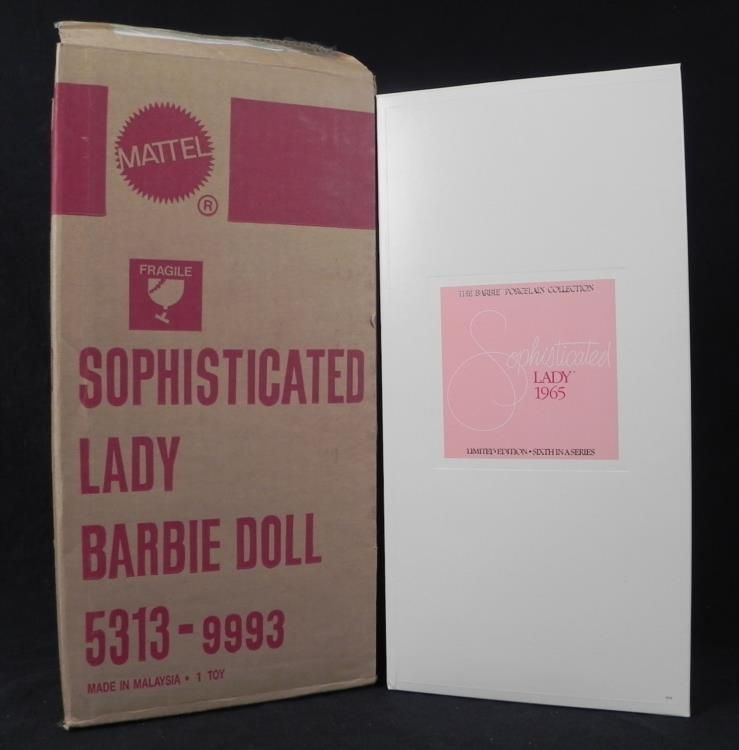 MATTEL
®
FRAGILE
SOPHISTICATED
LADY
BARBIE DOLL
5313-9993
MADE IN MALAYSIA • 1 TOY
THE BARBIE® PORCELAIN COLLECTION
Sophisticated
LADY™
1965
LIMITED EDITION • SIXTH IN A SERIES